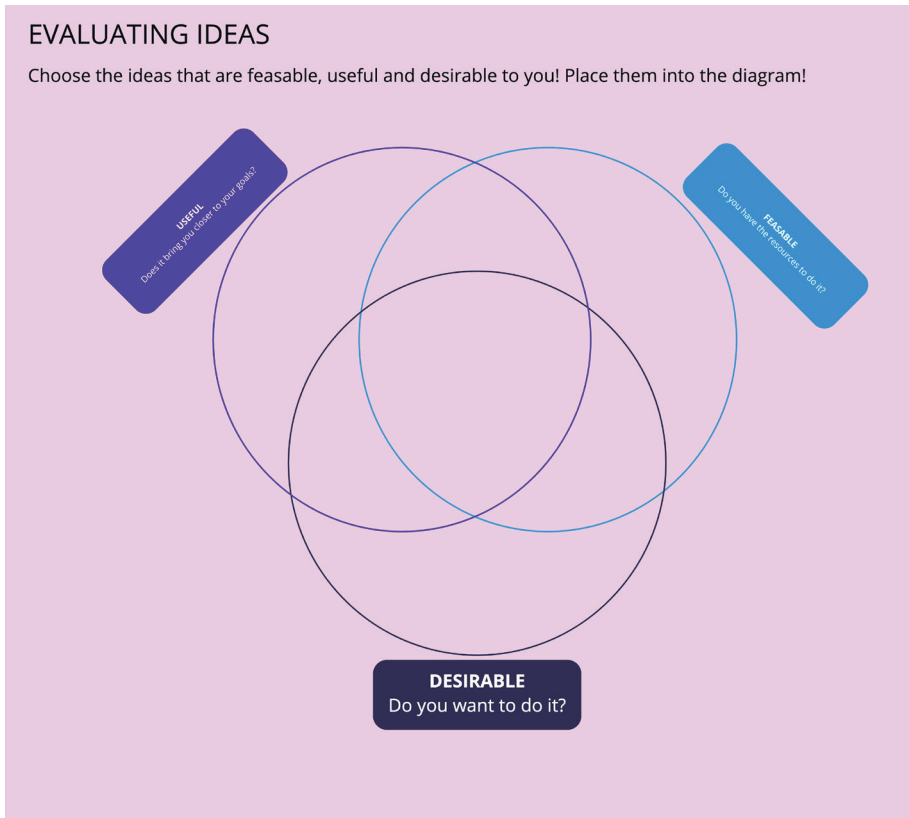 EVALUATING IDEAS
Choose the ideas that are feasable, useful and desirable to you! Place them into the diagram!
USEFUL
Does it bring you closer to your goals?
FEASABLE
Do you have the resources to do it?
DESIRABLE
Do you want to do it?